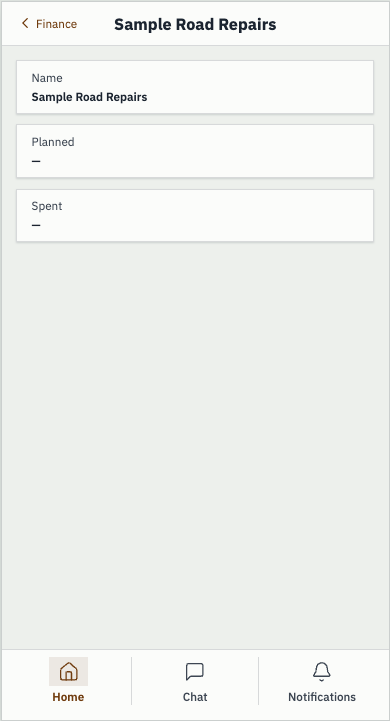 Finance
Sample Road Repairs
Name
Sample Road Repairs
Planned
—
Spent
—
Home
Chat
Notifications